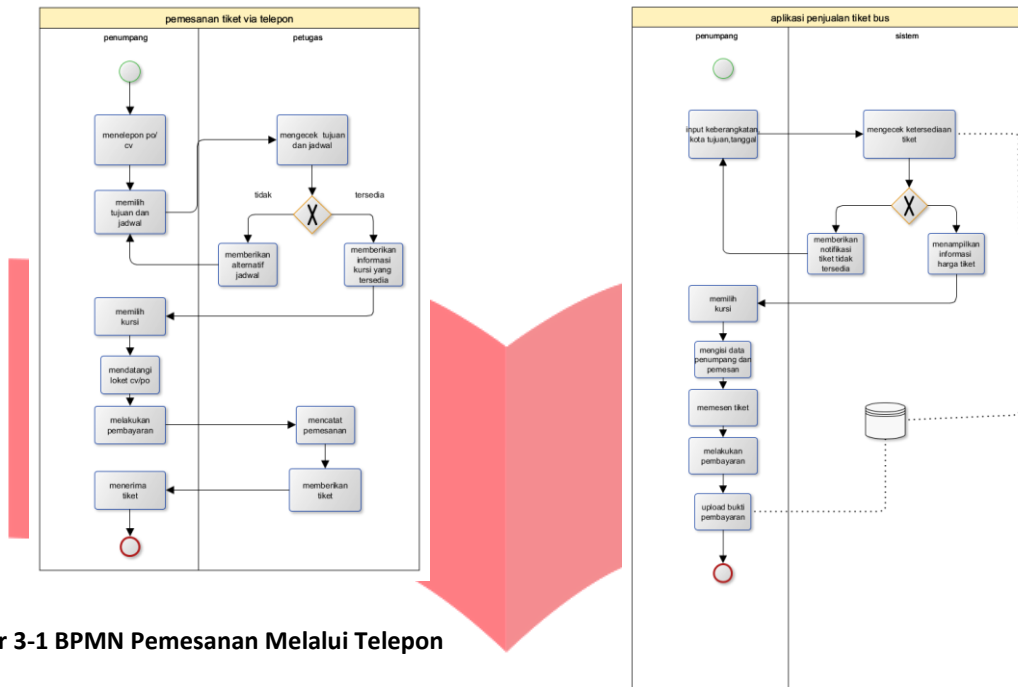 pemesanan tiket via telepon
penumpang
petugas
menelepon po/
cv
mengecek tujuan
dan jadwal
memilih
tujuan dan
jadwal
tidak
tersedia
X
memberikan
alternatif
jadwal
memberikan
informasi
kursi yang
tersedia
memilih
kursi
mendatangi
loket cv/po
melakukan
pembayaran
mencatat
pemesanan
menerima
tiket
memberikan
tiket
r 3-1 BPMN Pemesanan Melalui Telepon
aplikasi penjualan tiket bus
penumpang
sistem
input keberangkatan,
kota tujuan,tanggal
mengecek ketersediaan
tiket
X
memberikan
notifikasi
tiket tidak
tersedia
menampilkan
informasi
harga tiket
memilih
kursi
mengisi data
penumpang dan
pemesan
memesen tiket
melakukan
pembayaran
upload bukti
pembayaran